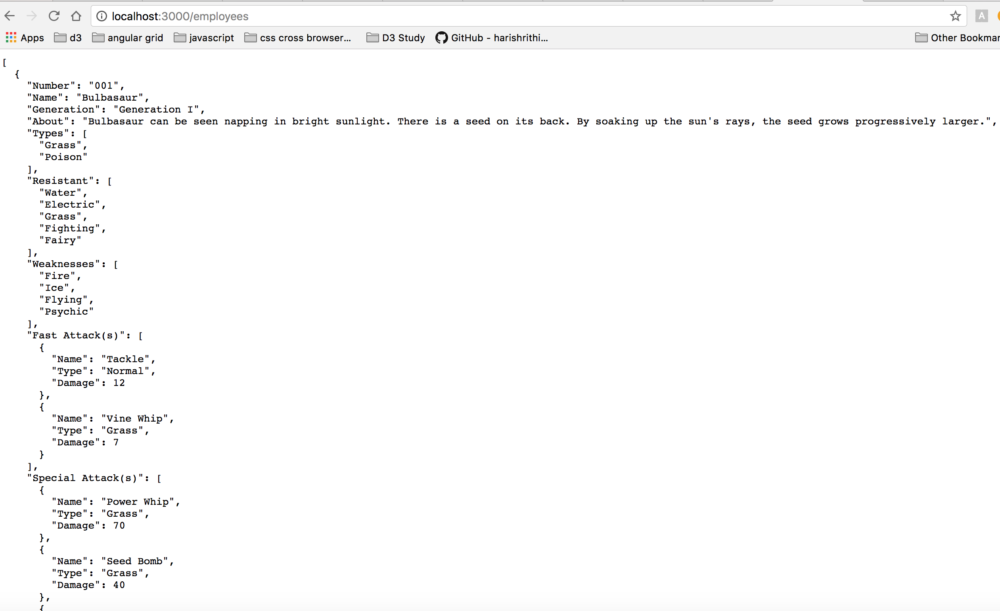 localhost:3000/employees
A
Apps d3 angular grid javascript css cross browser... D3 Study GitHub - harishrithi... Other Bookmar
[
  {
    "Number": "001",
    "Name": "Bulbasaur",
    "Generation": "Generation I",
    "About": "Bulbasaur can be seen napping in bright sunlight. There is a seed on its back. By soaking up the sun's rays, the seed grows progressively larger.",
    "Types": [
      "Grass",
      "Poison"
    ],
    "Resistant": [
      "Water",
      "Electric",
      "Grass",
      "Fighting",
      "Fairy"
    ],
    "Weaknesses": [
      "Fire",
      "Ice",
      "Flying",
      "Psychic"
    ],
    "Fast Attack(s)": [
      {
        "Name": "Tackle",
        "Type": "Normal",
        "Damage": 12
      },
      {
        "Name": "Vine Whip",
        "Type": "Grass",
        "Damage": 7
      }
    ],
    "Special Attack(s)": [
      {
        "Name": "Power Whip",
        "Type": "Grass",
        "Damage": 70
      },
      {
        "Name": "Seed Bomb",
        "Type": "Grass",
        "Damage": 40
      },
      {